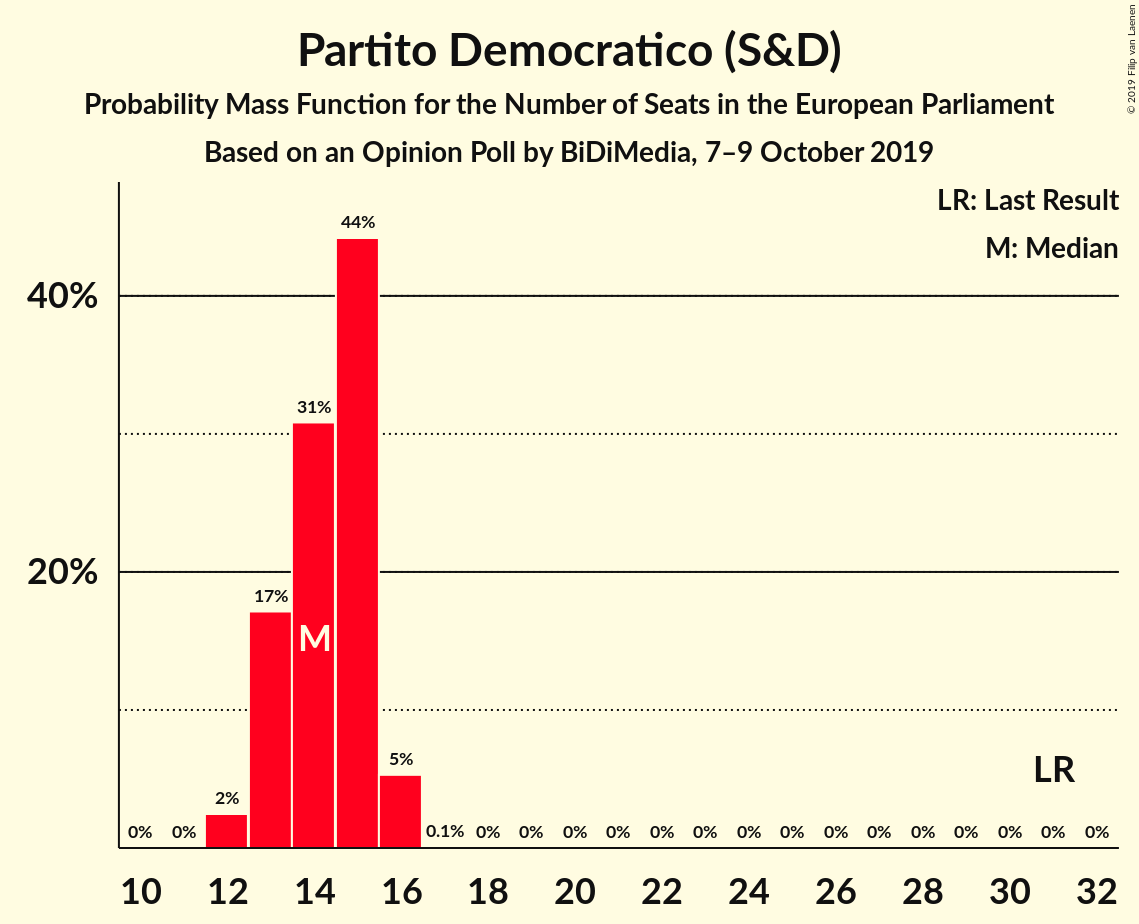 Partito Democratico (S&D)
Probability Mass Function for the Number of Seats in the European Parliament
Based on an Opinion Poll by BiDiMedia, 7–9 October 2019
© 2019 Filip van Laenen
LR: Last Result
M: Median
44%
40%
31%
20%
17%
M
5%
LR
2%
0% 0% 0.1% 0% 0% 0% 0% 0% 0% 0% 0% 0% 0% 0% 0% 0% 0% 0%
10 12 14 16 18 20 22 24 26 28 30 32